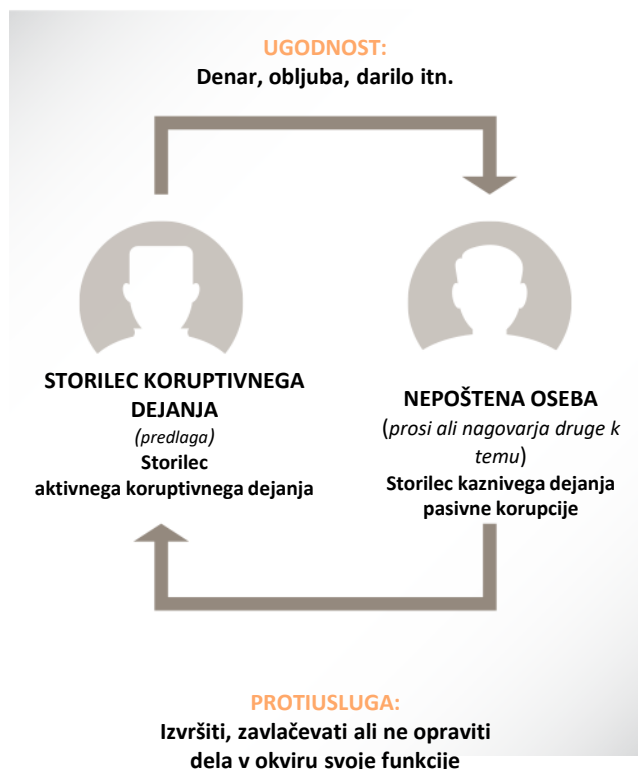 UGODNOST:
Denar, obljuba, darilo itn.
STORILEC KORUPTIVNEGA
DEJANJA
(predlaga)
Storilec
aktivnega koruptivnega dejanja
NEPOŠTENA OSEBA
(prosi ali nagovarja druge k
temu)
Storilec kaznivega dejanja
pasivne korupcije
PROTIUSLUGA:
Izvršiti, zavlačevati ali ne opraviti
dela v okviru svoje funkcije